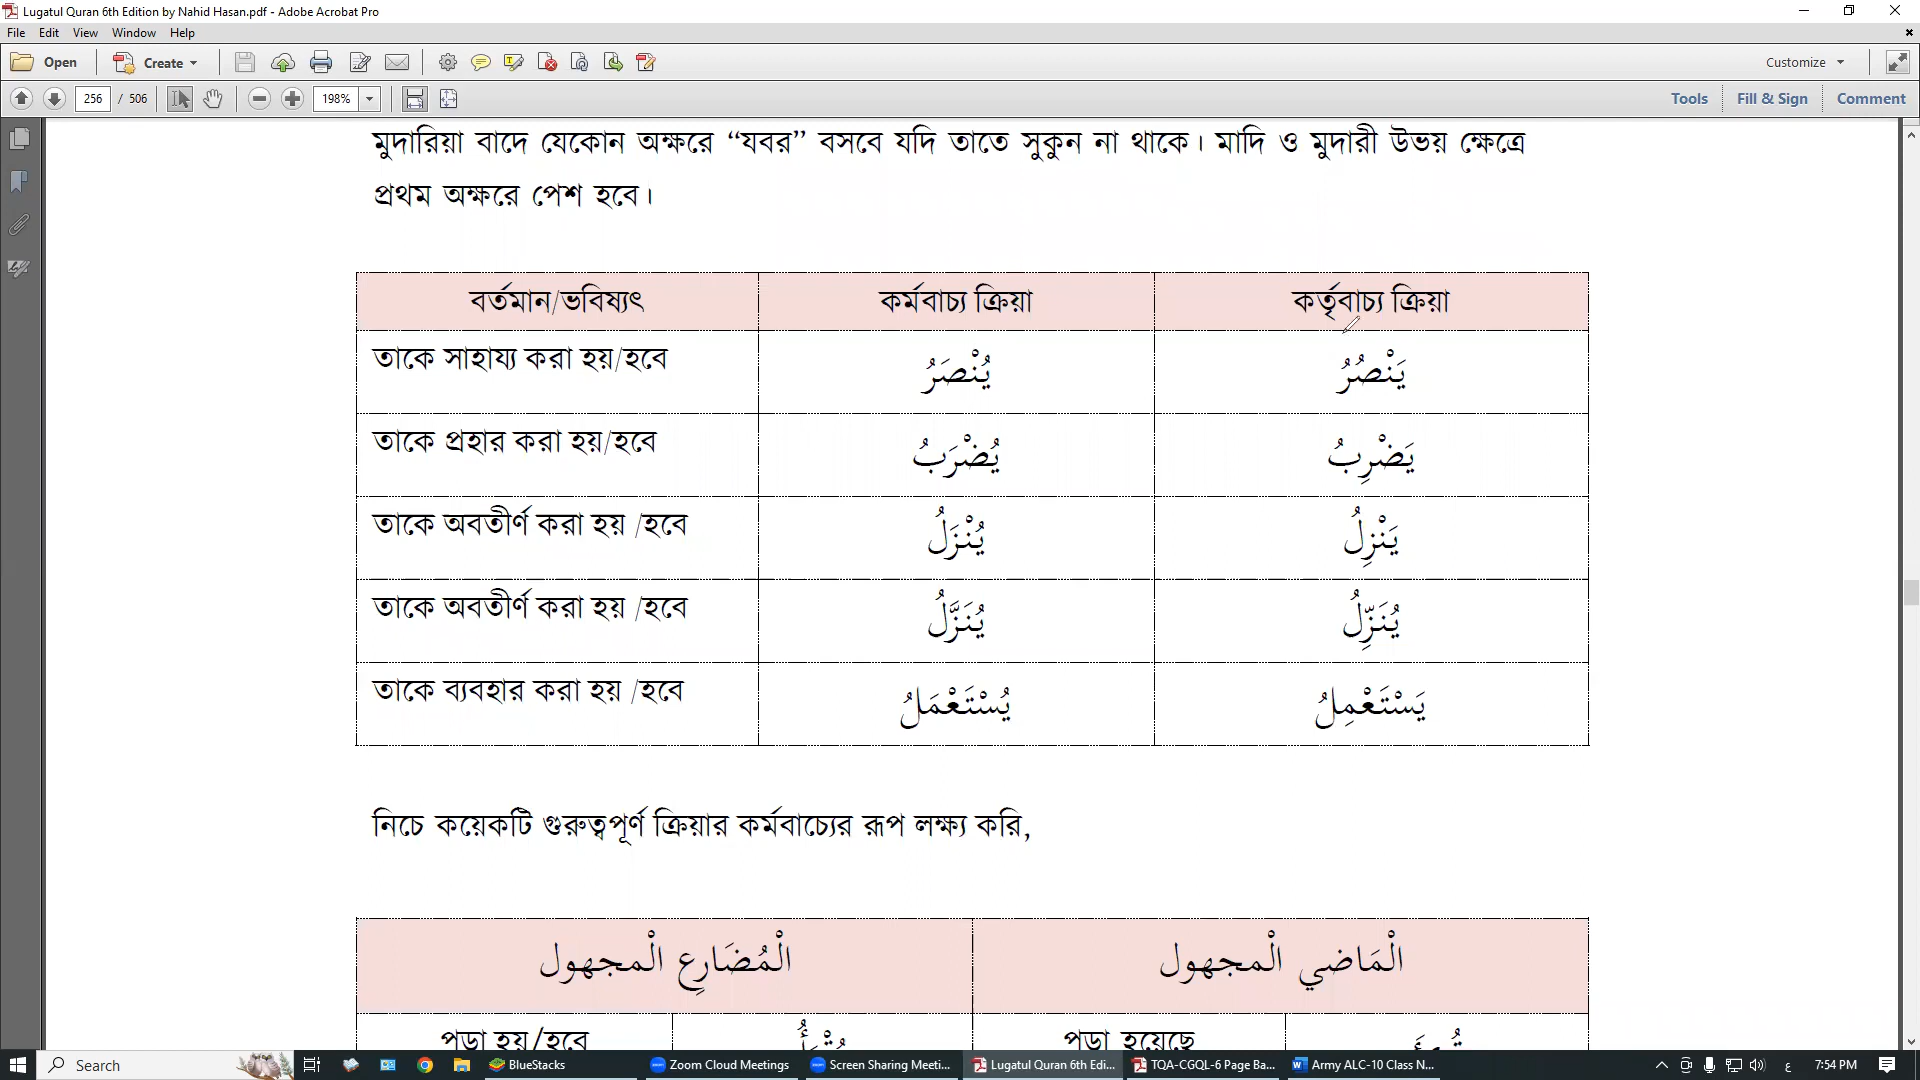 Lugatul Quran 6th Edition by Nahid Hasan.pdf - Adobe Acrobat Pro
File Edit View Window Help
Open Create Customize
256 / 506 198% Tools Fill & Sign Comment
মুদারিয়া বাদে যেকোন অক্ষরে “যবর” বসবে যদি তাতে সুকুন না থাকে। মাদি ও মুদারী উভয় ক্ষেত্রে
প্রথম অক্ষরে পেশ হবে।
বর্তমান/ভবিষ্যৎ কর্মবাচ্য ক্রিয়া কর্তৃবাচ্য ক্রিয়া
তাকে সাহায্য করা হয়/হবে يُنْصَرُ يَنْصُرُ
তাকে প্রহার করা হয়/হবে يُضْرَبُ يَضْرِبُ
তাকে অবতীর্ণ করা হয় /হবে يُنْزَلُ يَنْزِلُ
তাকে অবতীর্ণ করা হয় /হবে يُنَزَّلُ يُنَزِّلُ
তাকে ব্যবহার করা হয় /হবে يُسْتَعْمَلُ يَسْتَعْمِلُ
নিচে কয়েকটি গুরুত্বপূর্ণ ক্রিয়ার কর্মবাচ্যের রূপ লক্ষ্য করি,
الْمُضَارِع الْمجهول الْمَاضي الْمجهول
পড়া হয়/হবে পড়া হয়েছে
Search BlueStacks Zoom Cloud Meetings Screen Sharing Meeti... Lugatul Quran 6th Edi... TQA-CGQL-6 Page Ba... Army ALC-10 Class N... ع 7:54 PM